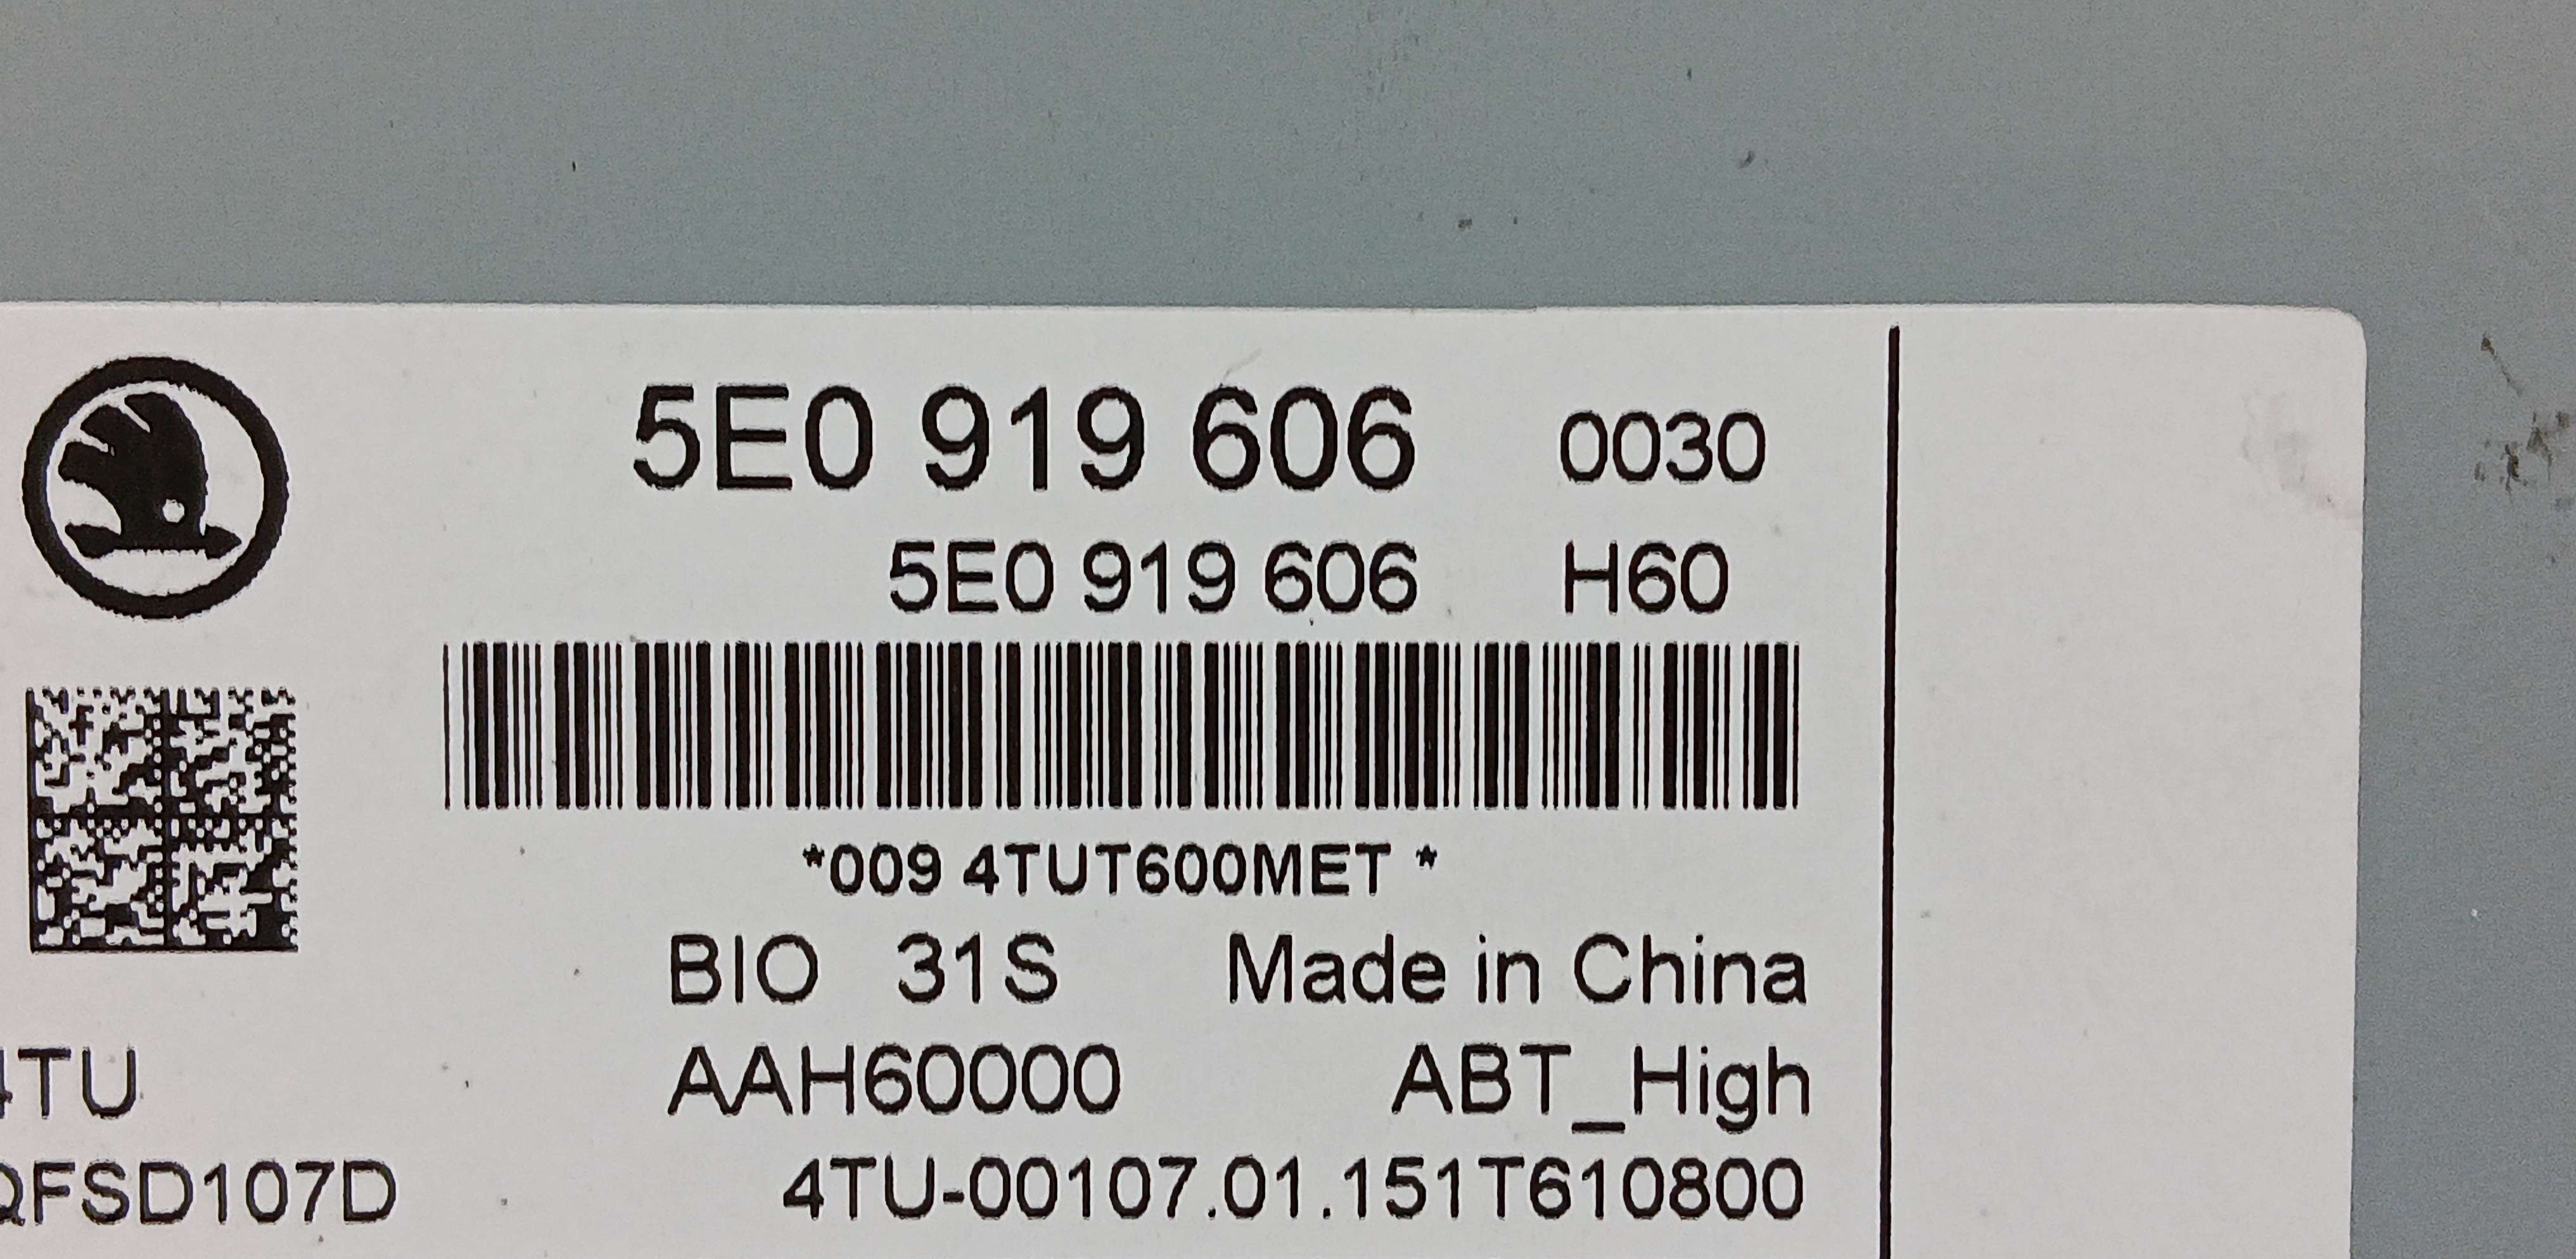 5E0 919 606 0030
5E0 919 606 H60
*009 4TUT600MET *
BIO 31S Made in China
4TU AAH60000 ABT_High
QFSD107D 4TU-00107.01.151T610800